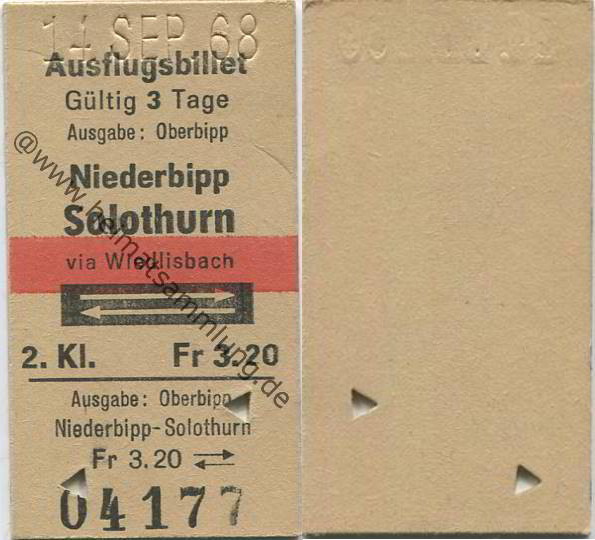 14 SEP 68
Ausflugsbillet
Gültig 3 Tage
Ausgabe: Oberbipp
Niederbipp
Solothurn
via Wiedlisbach
2. Kl. Fr 3.20
Ausgabe: Oberbipp
Niederbipp-Solothurn
Fr 3.20
04177
@www.heimatsammlung.de